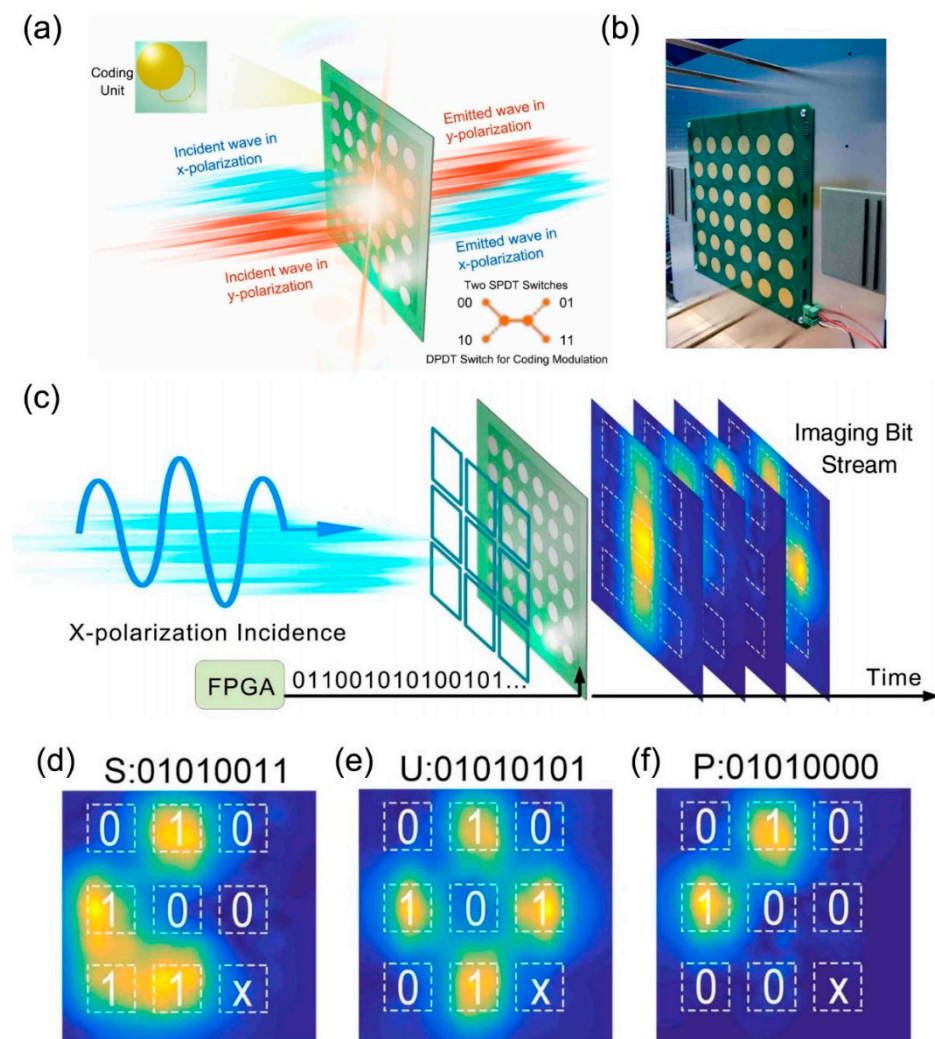 (a)
Coding
Unit
Incident wave in
x-polarization
Emitted wave in
y-polarization
Incident wave in
y-polarization
Emitted wave in
x-polarization
Two SPDT Switches
00 01
10 11
DPDT Switch for Coding Modulation
(b)
(c)
Imaging Bit
Stream
X-polarization Incidence
FPGA
011001010100101...
Time
(d)
S:01010011
0 1 0
1 0 0
1 1 x
(e)
U:01010101
0 1 0
1 0 1
0 1 x
(f)
P:01010000
0 1 0
1 0 0
0 0 x